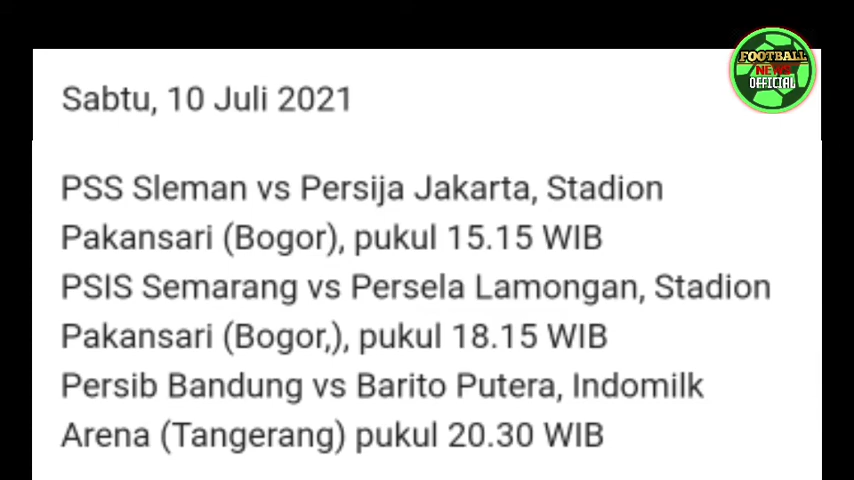 FOOTBALL
NEWS
OFFICIAL
Sabtu, 10 Juli 2021
PSS Sleman vs Persija Jakarta, Stadion
Pakansari (Bogor), pukul 15.15 WIB
PSIS Semarang vs Persela Lamongan, Stadion
Pakansari (Bogor,), pukul 18.15 WIB
Persib Bandung vs Barito Putera, Indomilk
Arena (Tangerang) pukul 20.30 WIB